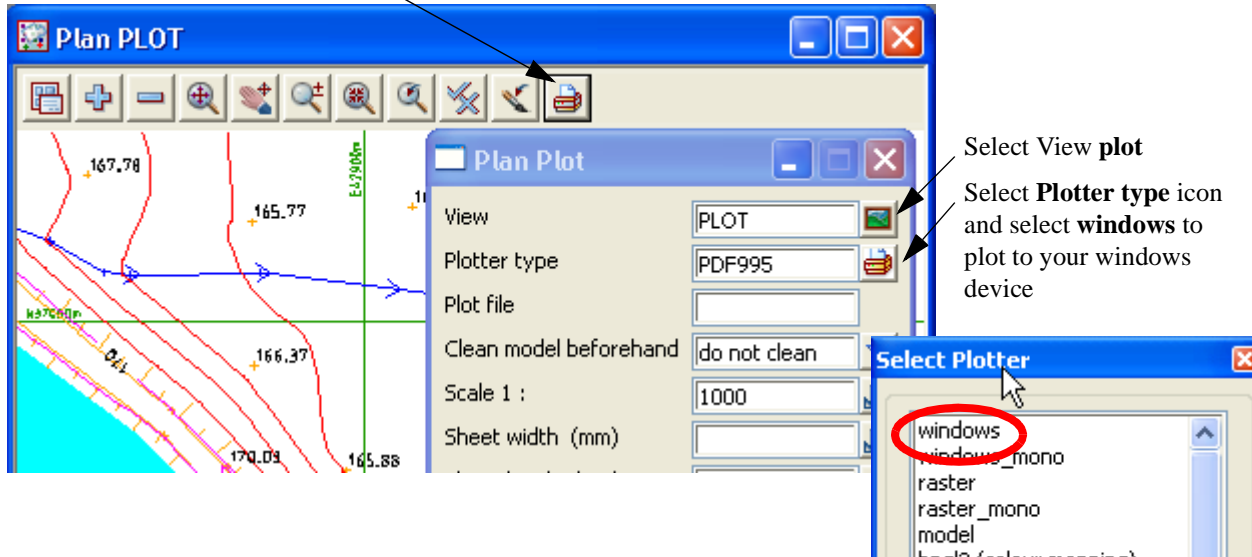 Plan PLOT
167.78
165.77
E47900m
166.37
170.03
165.88
Plan Plot
View
PLOT
Plotter type
PDF995
Plot file
Clean model beforehand
do not clean
Scale 1 :
1000
Sheet width (mm)
Select View plot
Select Plotter type icon
and select windows to
plot to your windows
device
Select Plotter
windows
windows_mono
raster
raster_mono
model